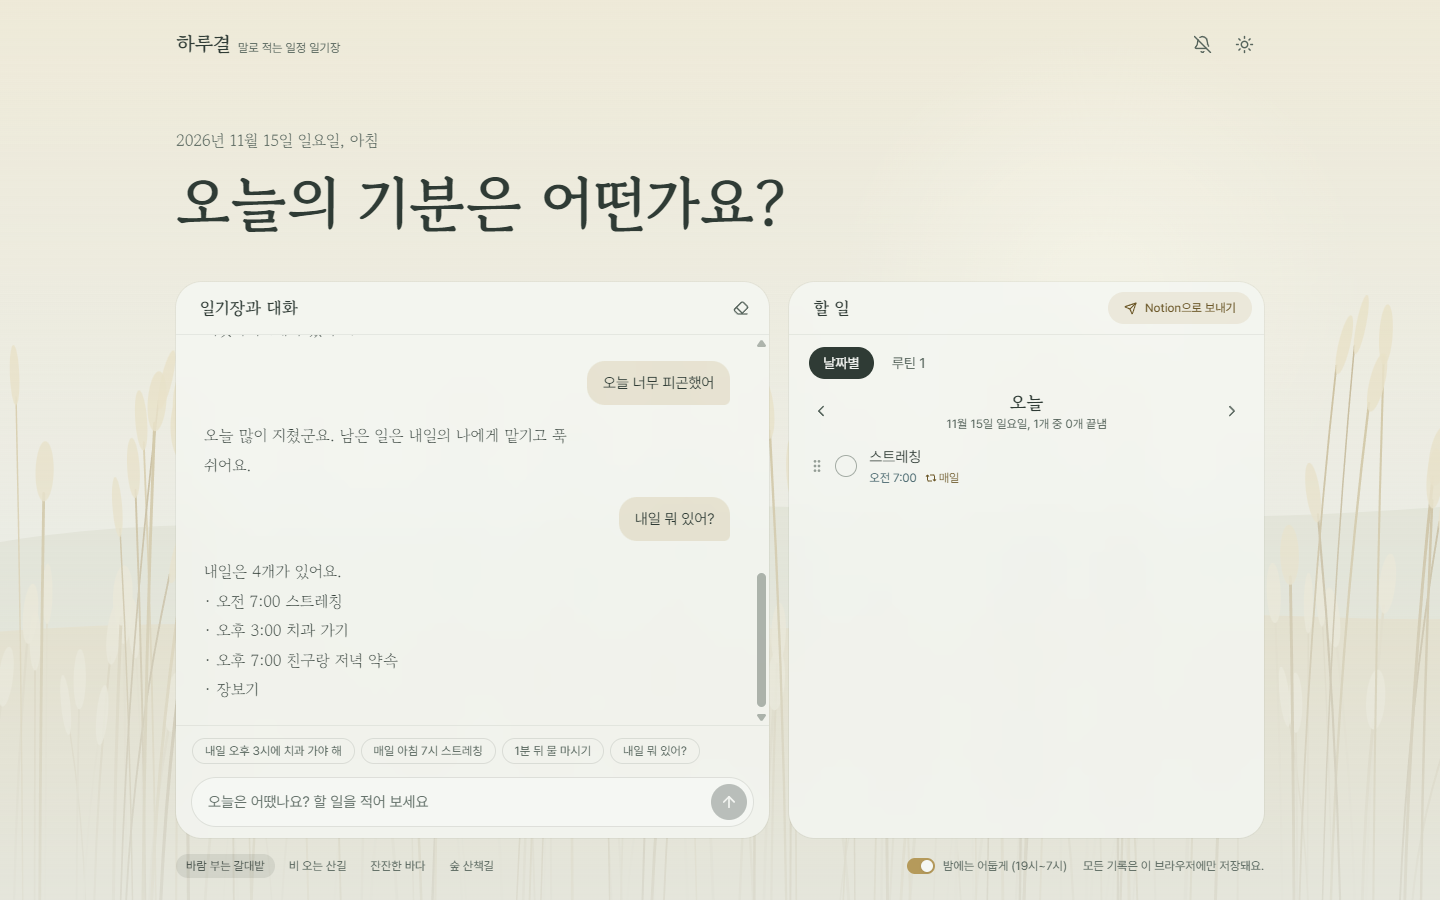 하루결 말로 적는 일정 일기장
2026년 11월 15일 일요일, 아침
오늘의 기분은 어떤가요?
일기장과 대화
오늘 너무 피곤했어
오늘 많이 지쳤군요. 남은 일은 내일의 나에게 맡기고 푹
쉬어요.
내일 뭐 있어?
내일은 4개가 있어요.
· 오전 7:00 스트레칭
· 오후 3:00 치과 가기
· 오후 7:00 친구랑 저녁 약속
· 장보기
내일 오후 3시에 치과 가야 해
매일 아침 7시 스트레칭
1분 뒤 물 마시기
내일 뭐 있어?
오늘은 어땠나요? 할 일을 적어 보세요
할 일
Notion으로 보내기
날짜별
루틴 1
오늘
11월 15일 일요일, 1개 중 0개 끝냄
스트레칭
오전 7:00 매일
바람 부는 갈대밭
비 오는 산길
잔잔한 바다
숲 산책길
밤에는 어둡게 (19시~7시)
모든 기록은 이 브라우저에만 저장돼요.